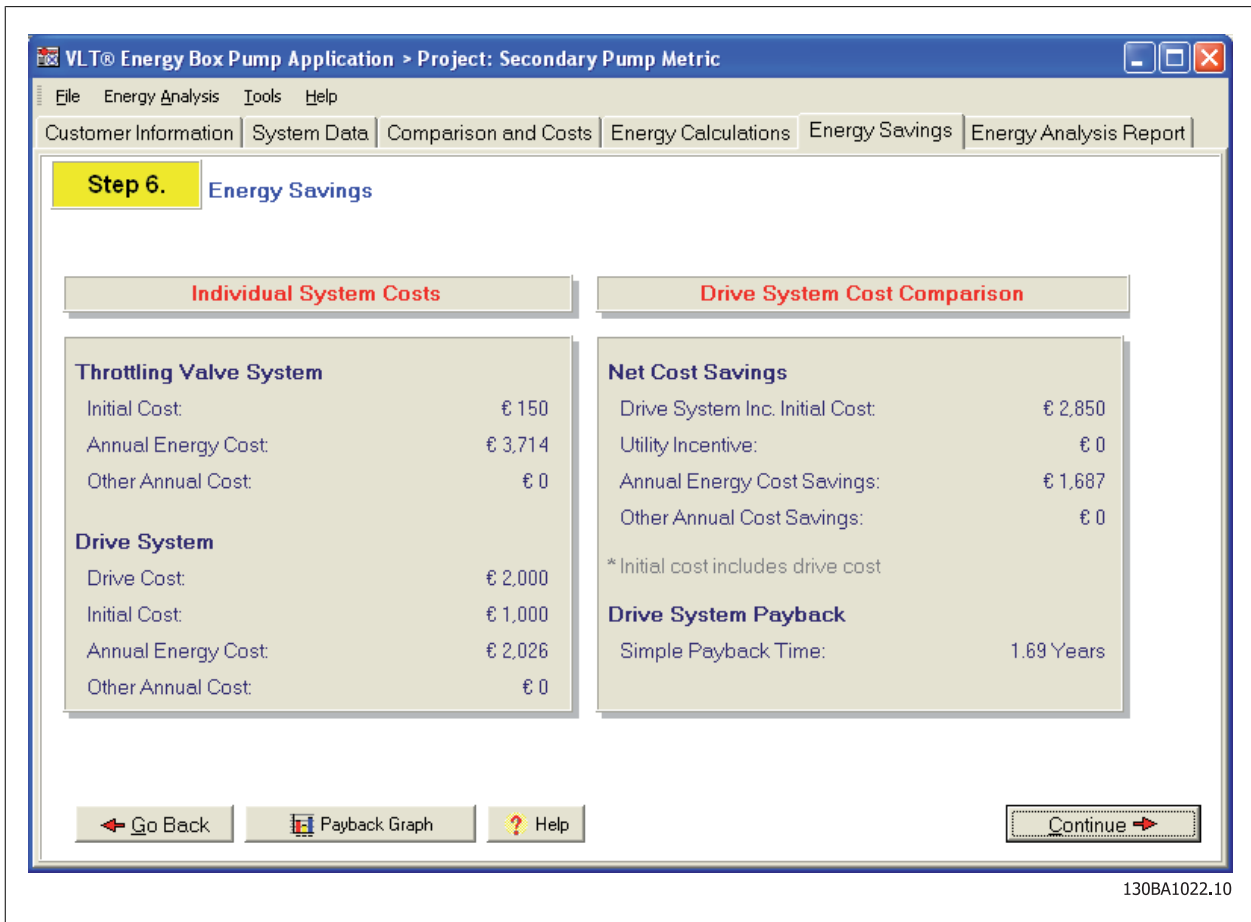 VLT® Energy Box Pump Application > Project: Secondary Pump Metric
File Energy Analysis Tools Help
Customer Information System Data Comparison and Costs Energy Calculations Energy Savings Energy Analysis Report
Step 6. Energy Savings
Individual System Costs
Throttling Valve System
Initial Cost: € 150
Annual Energy Cost: € 3,714
Other Annual Cost: € 0
Drive System
Drive Cost: € 2,000
Initial Cost: € 1,000
Annual Energy Cost: € 2,026
Other Annual Cost: € 0
Drive System Cost Comparison
Net Cost Savings
Drive System Inc. Initial Cost: € 2,850
Utility Incentive: € 0
Annual Energy Cost Savings: € 1,687
Other Annual Cost Savings: € 0
* Initial cost includes drive cost
Drive System Payback
Simple Payback Time: 1.69 Years
Go Back Payback Graph ? Help Continue
130BA1022.10